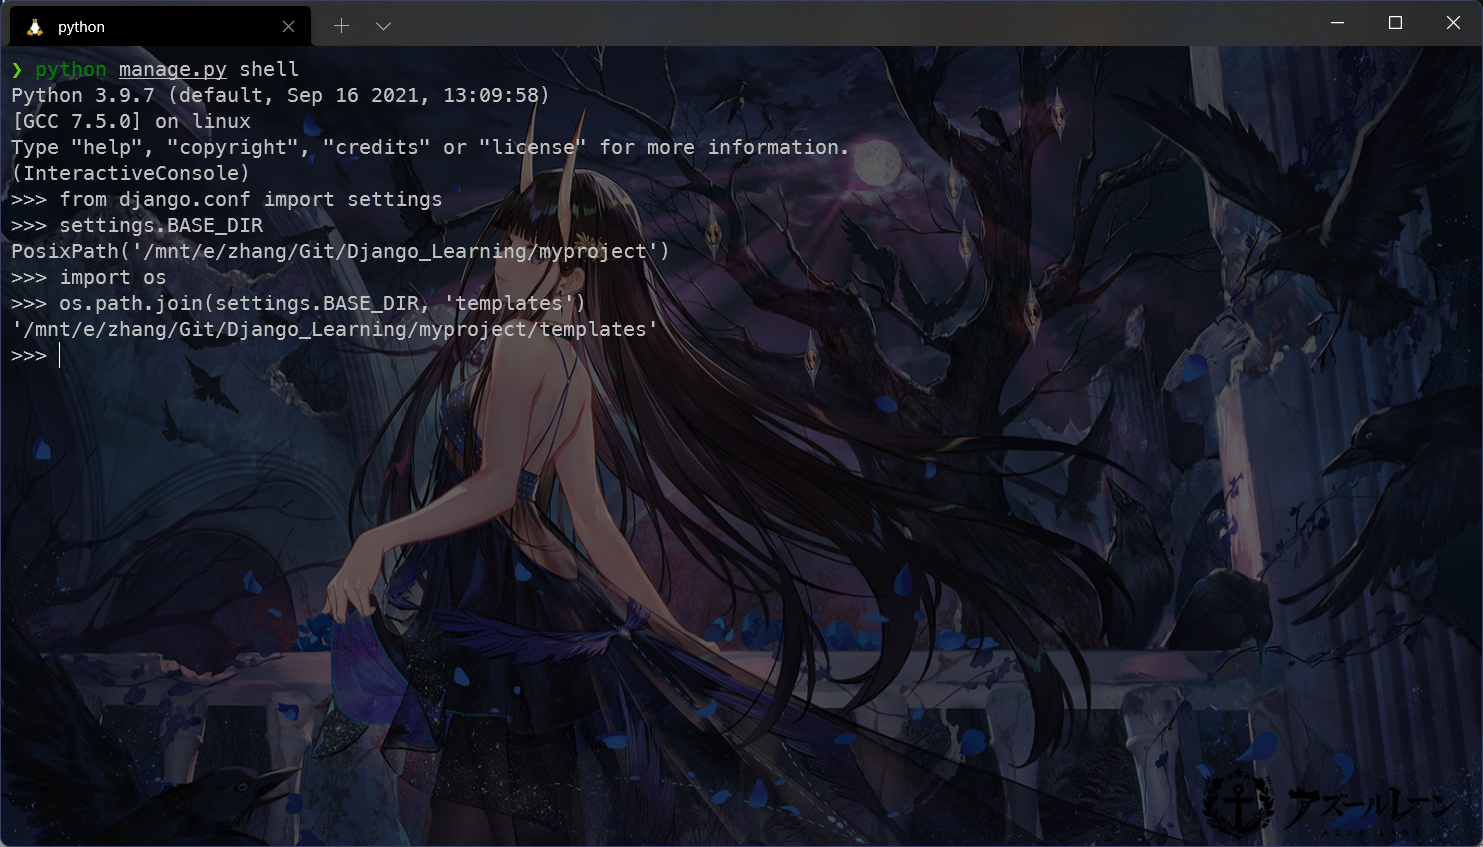 python
❯ python manage.py shell
Python 3.9.7 (default, Sep 16 2021, 13:09:58)
[GCC 7.5.0] on linux
Type "help", "copyright", "credits" or "license" for more information.
(InteractiveConsole)
>>> from django.conf import settings
>>> settings.BASE_DIR
PosixPath('/mnt/e/zhang/Git/Django_Learning/myproject')
>>> import os
>>> os.path.join(settings.BASE_DIR, 'templates')
'/mnt/e/zhang/Git/Django_Learning/myproject/templates'
>>>
アズールレーン
AZUR LANE